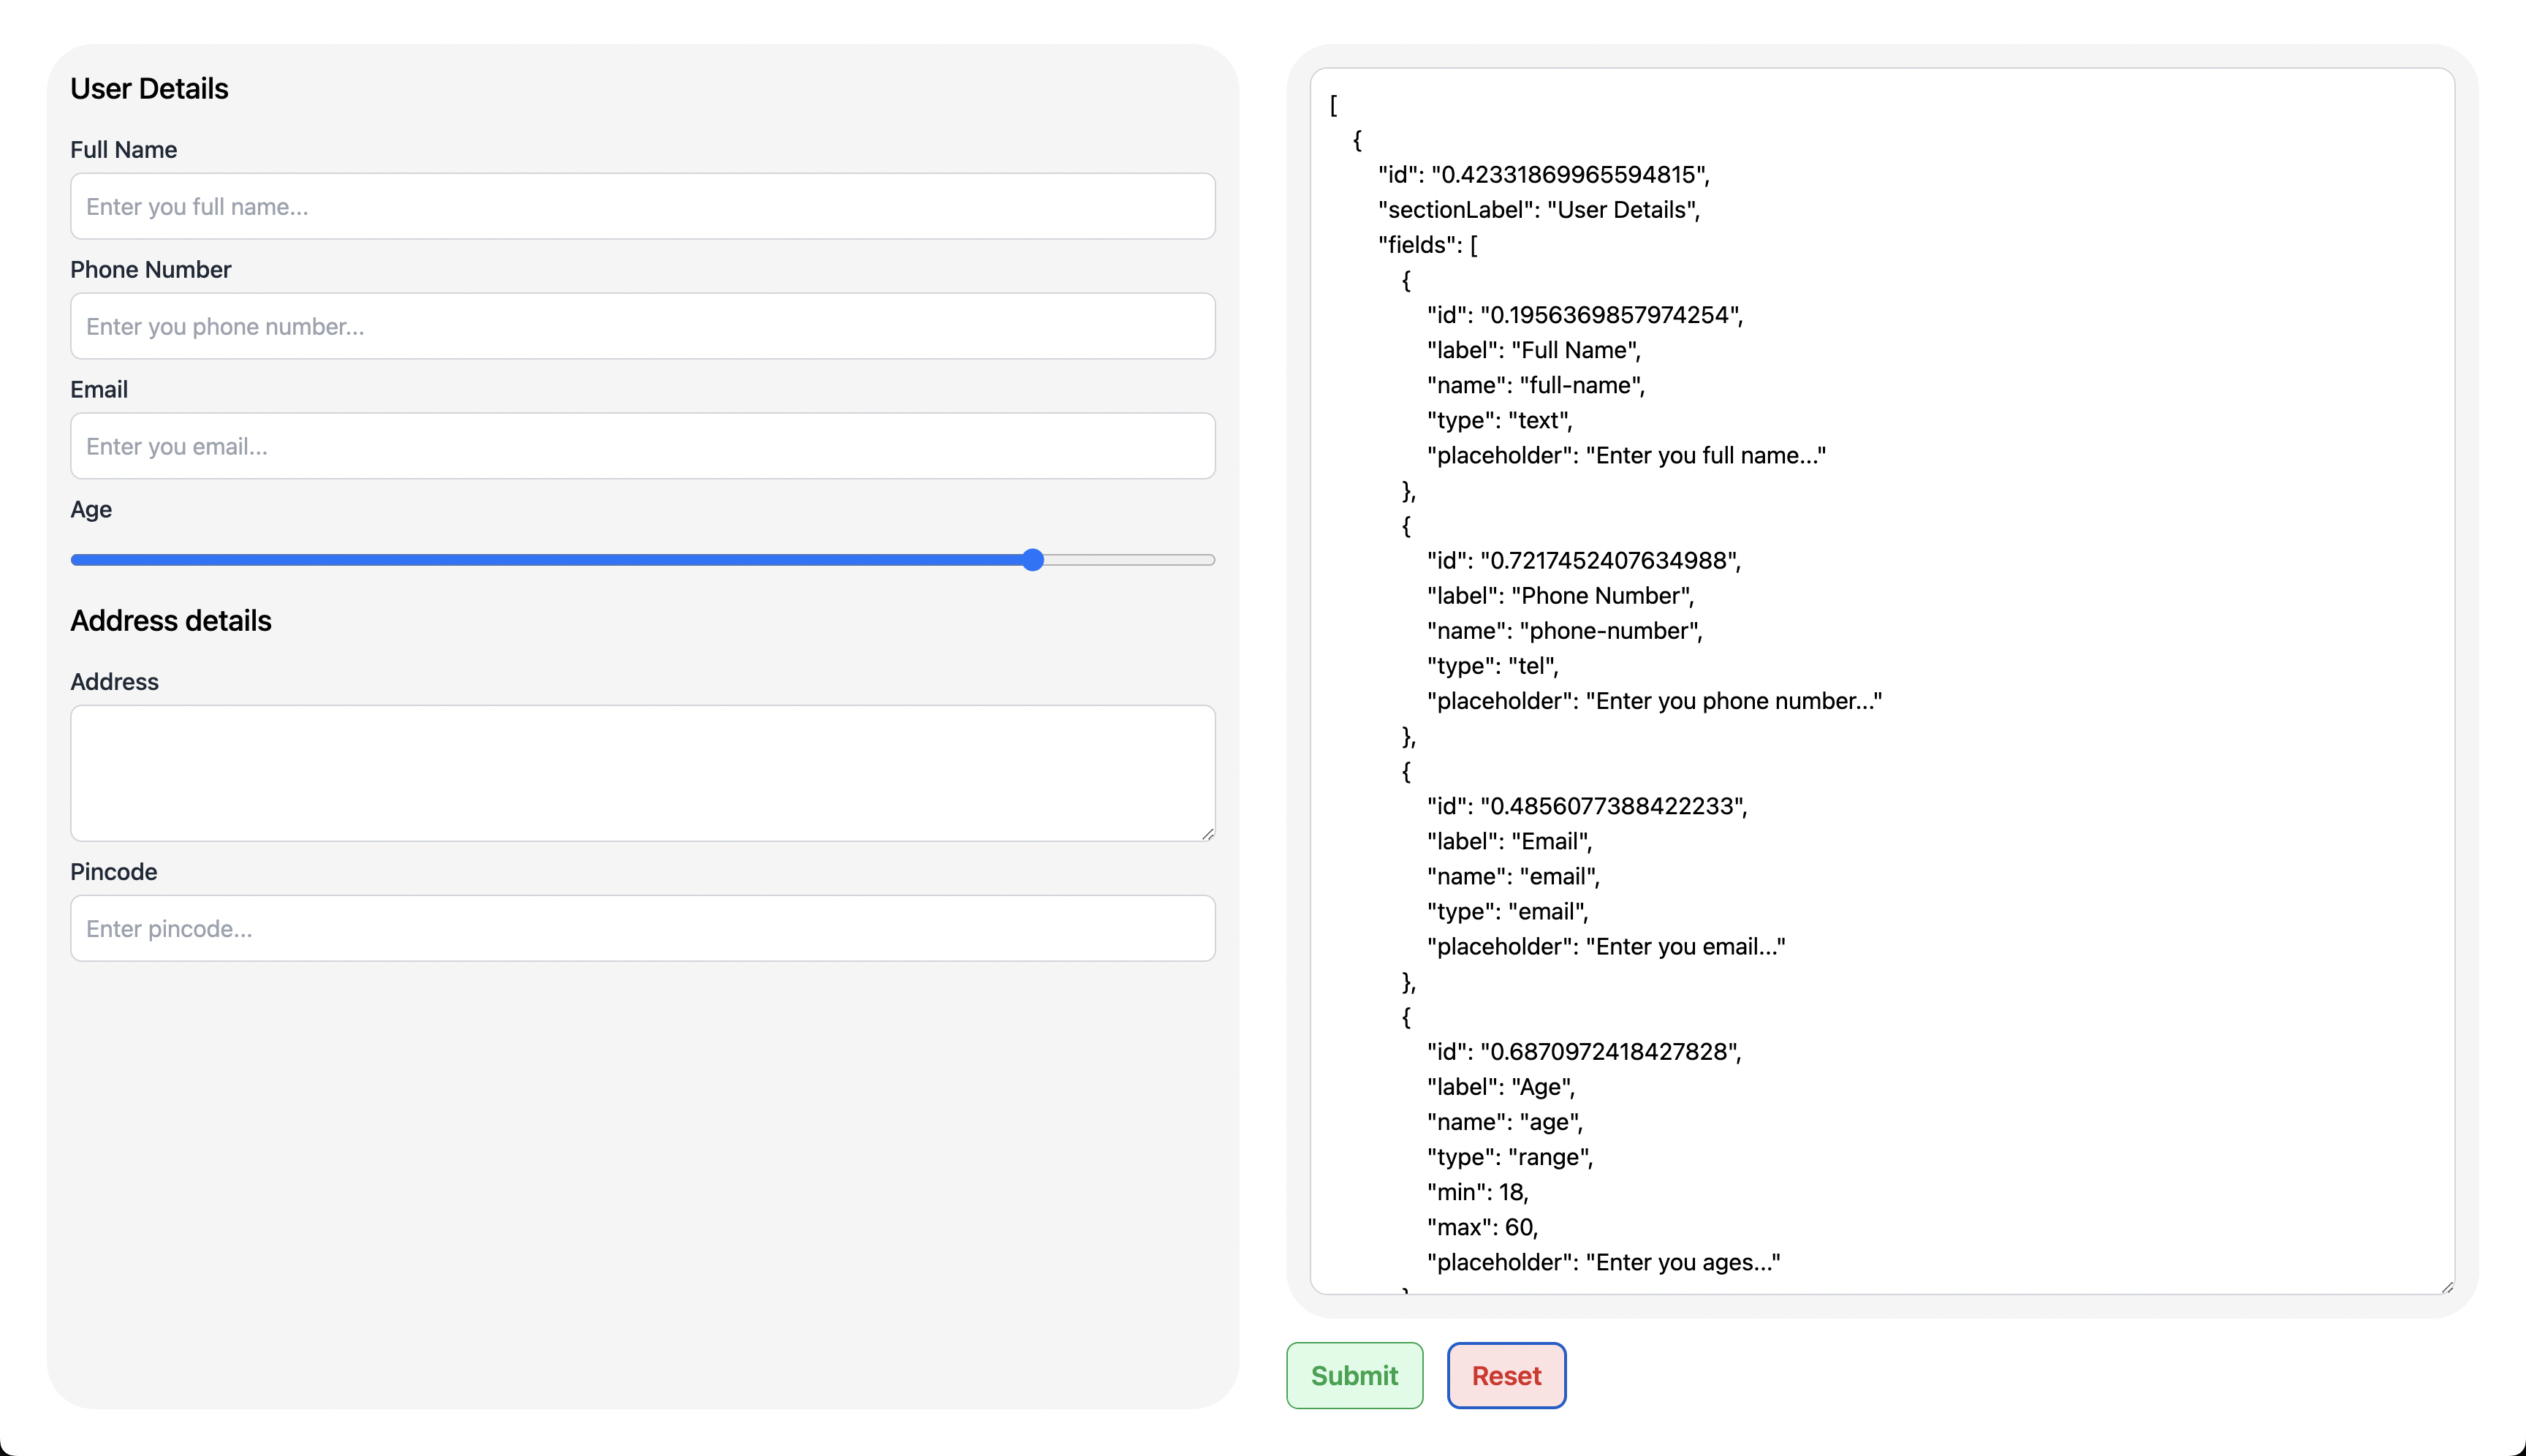 User Details
Full Name
Enter you full name...
Phone Number
Enter you phone number...
Email
Enter you email...
Age
Address details
Address
Pincode
Enter pincode...
[
{
"id": "0.42331869965594815",
"sectionLabel": "User Details",
"fields": [
{
"id": "0.1956369857974254",
"label": "Full Name",
"name": "full-name",
"type": "text",
"placeholder": "Enter you full name..."
},
{
"id": "0.7217452407634988",
"label": "Phone Number",
"name": "phone-number",
"type": "tel",
"placeholder": "Enter you phone number..."
},
{
"id": "0.4856077388422233",
"label": "Email",
"name": "email",
"type": "email",
"placeholder": "Enter you email..."
},
{
"id": "0.6870972418427828",
"label": "Age",
"name": "age",
"type": "range",
"min": 18,
"max": 60,
"placeholder": "Enter you ages..."
Submit
Reset